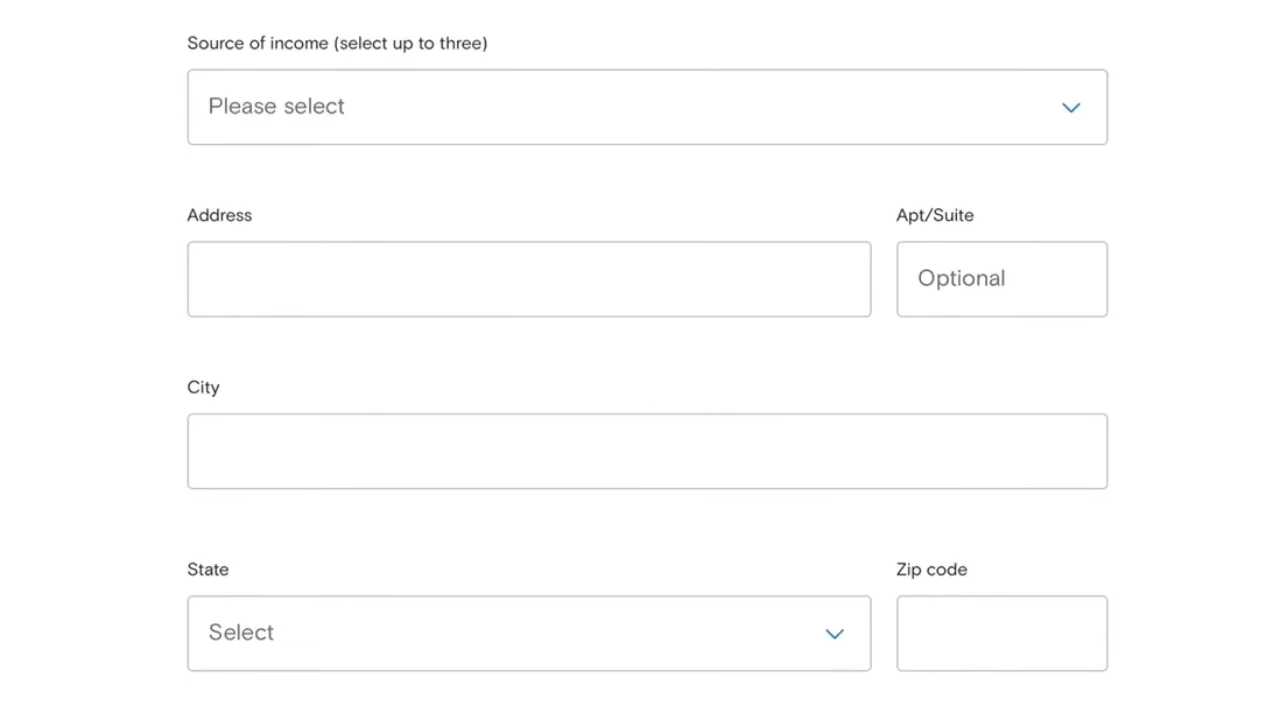 Source of income (select up to three)
Please select
Address
Apt/Suite
Optional
City
State
Zip code
Select